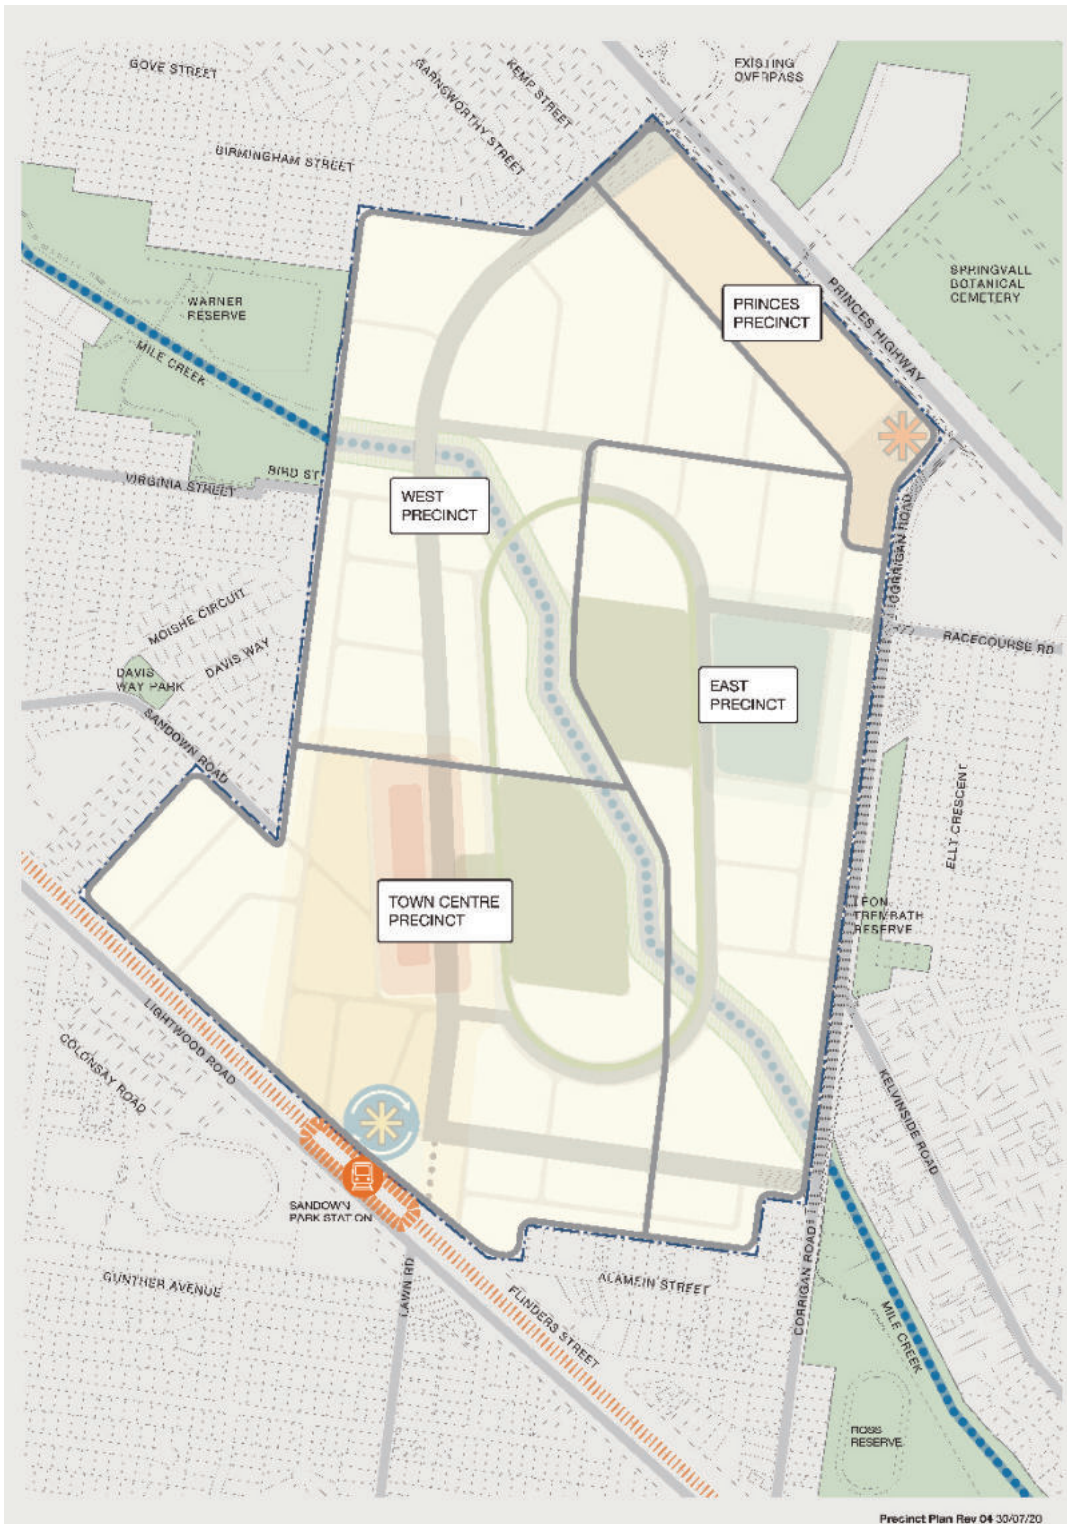 GOVE STREET
GARNSWORTHY STREET
KEMP STREET
EXISTING
OVERPASS
BIRMINGHAM STREET
SPRINGVALL
BOTANICAL
CEMETERY
PRINCES
PRECINCT
PRINCES HIGHWAY
WARNER
RESERVE
MILE CREEK
BIRD ST
VIRGINIA STREET
WEST
PRECINCT
CORRIGAN ROAD
MOISHE CIRCUIT
RACECOURSE RD
DAVIS WAY
DAVIS
WAY PARK
EAST
PRECINCT
SANDOWN ROAD
ELLT CRESCENT
TOWN CENTRE
PRECINCT
LEON
TREMBATH
RESERVE
LIGHTWOOD ROAD
COLONSAY ROAD
KELVINSIDE ROAD
SANDOWN
PARK STATION
GUNTHER AVENUE
LAWN RD
FLINDERS STREET
ALAMEIN STREET
CORRIGAN ROAD
MILE CREEK
ROSS
RESERVE
Precinct Plan Rev 04 30/07/20